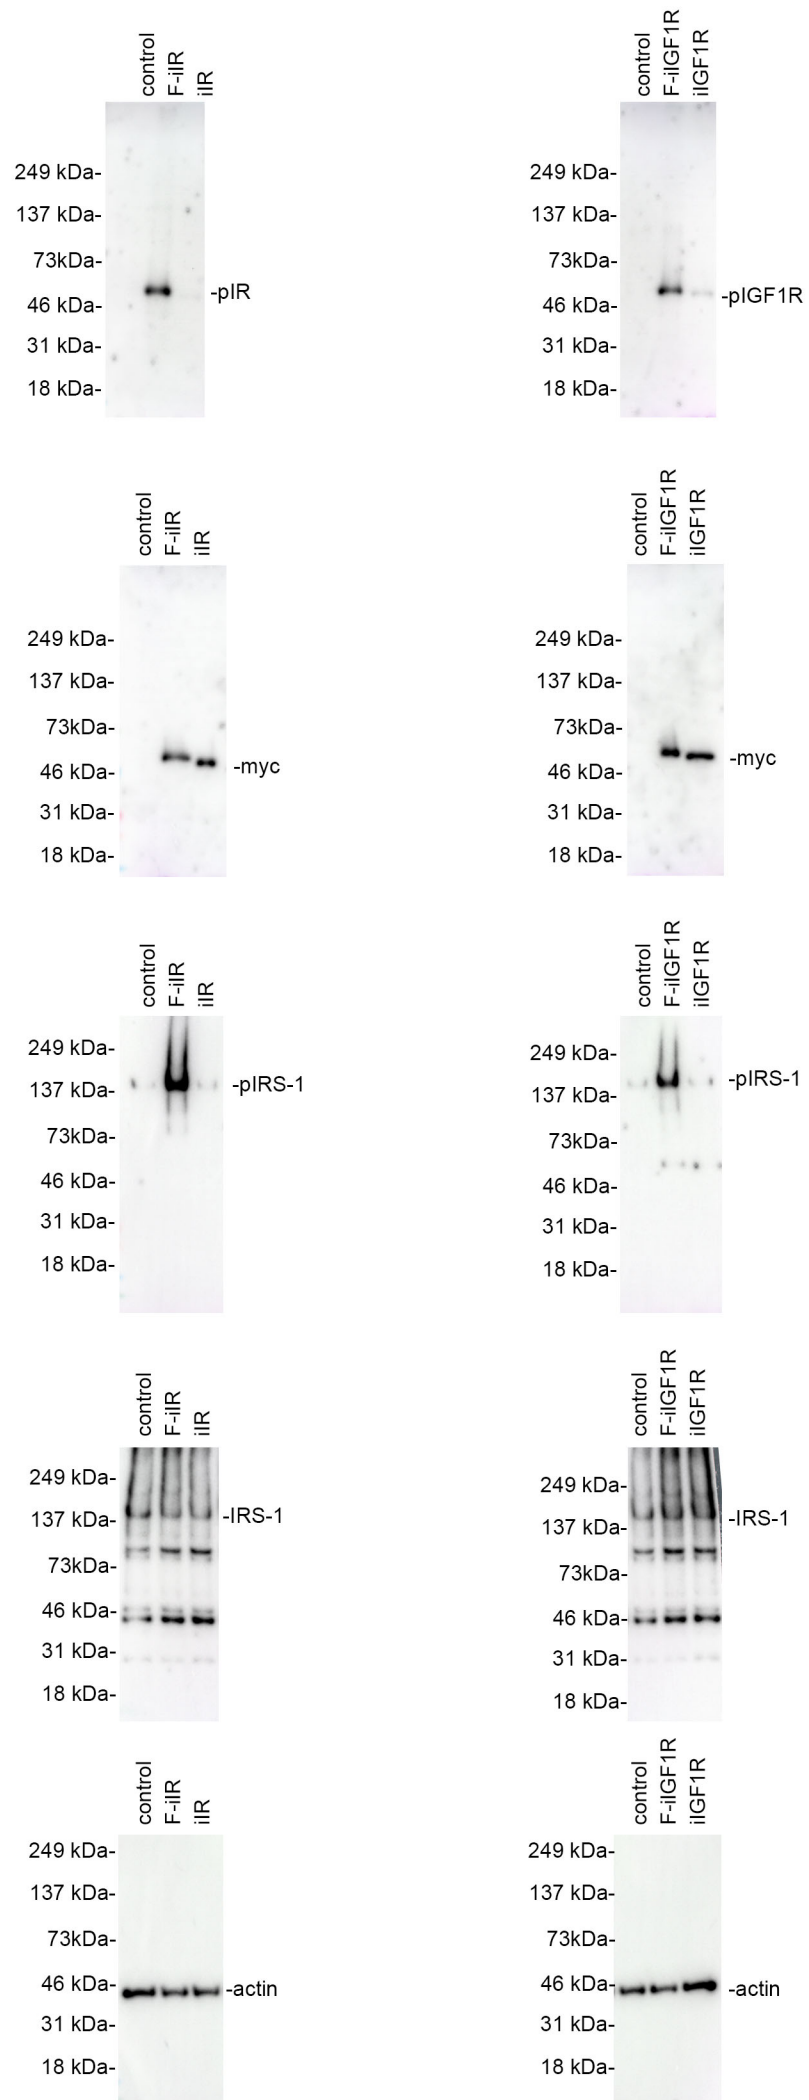 control
F-iIR
iIR
249 kDa-
137 kDa-
73kDa-
-pIR
46 kDa-
31 kDa-
18 kDa-
control
F-iIGF1R
iIGF1R
249 kDa-
137 kDa-
73kDa-
-pIGF1R
46 kDa-
31 kDa-
18 kDa-
control
F-iIR
iIR
249 kDa-
137 kDa-
73kDa-
-myc
46 kDa-
31 kDa-
18 kDa-
control
F-iIGF1R
iIGF1R
249 kDa-
137 kDa-
73kDa-
-myc
46 kDa-
31 kDa-
18 kDa-
control
F-iIR
iIR
249 kDa-
-pIRS-1
137 kDa-
73kDa-
46 kDa-
31 kDa-
18 kDa-
control
F-iIGF1R
iIGF1R
249 kDa-
-pIRS-1
137 kDa-
73kDa-
46 kDa-
31 kDa-
18 kDa-
control
F-iIR
iIR
249 kDa-
-IRS-1
137 kDa-
73kDa-
46 kDa-
31 kDa-
18 kDa-
control
F-iIGF1R
iIGF1R
249 kDa-
-IRS-1
137 kDa-
73kDa-
46 kDa-
31 kDa-
18 kDa-
control
F-iIR
iIR
249 kDa-
137 kDa-
73kDa-
46 kDa-
-actin
31 kDa-
18 kDa-
control
F-iIGF1R
iIGF1R
249 kDa-
137 kDa-
73kDa-
46 kDa-
-actin
31 kDa-
18 kDa-